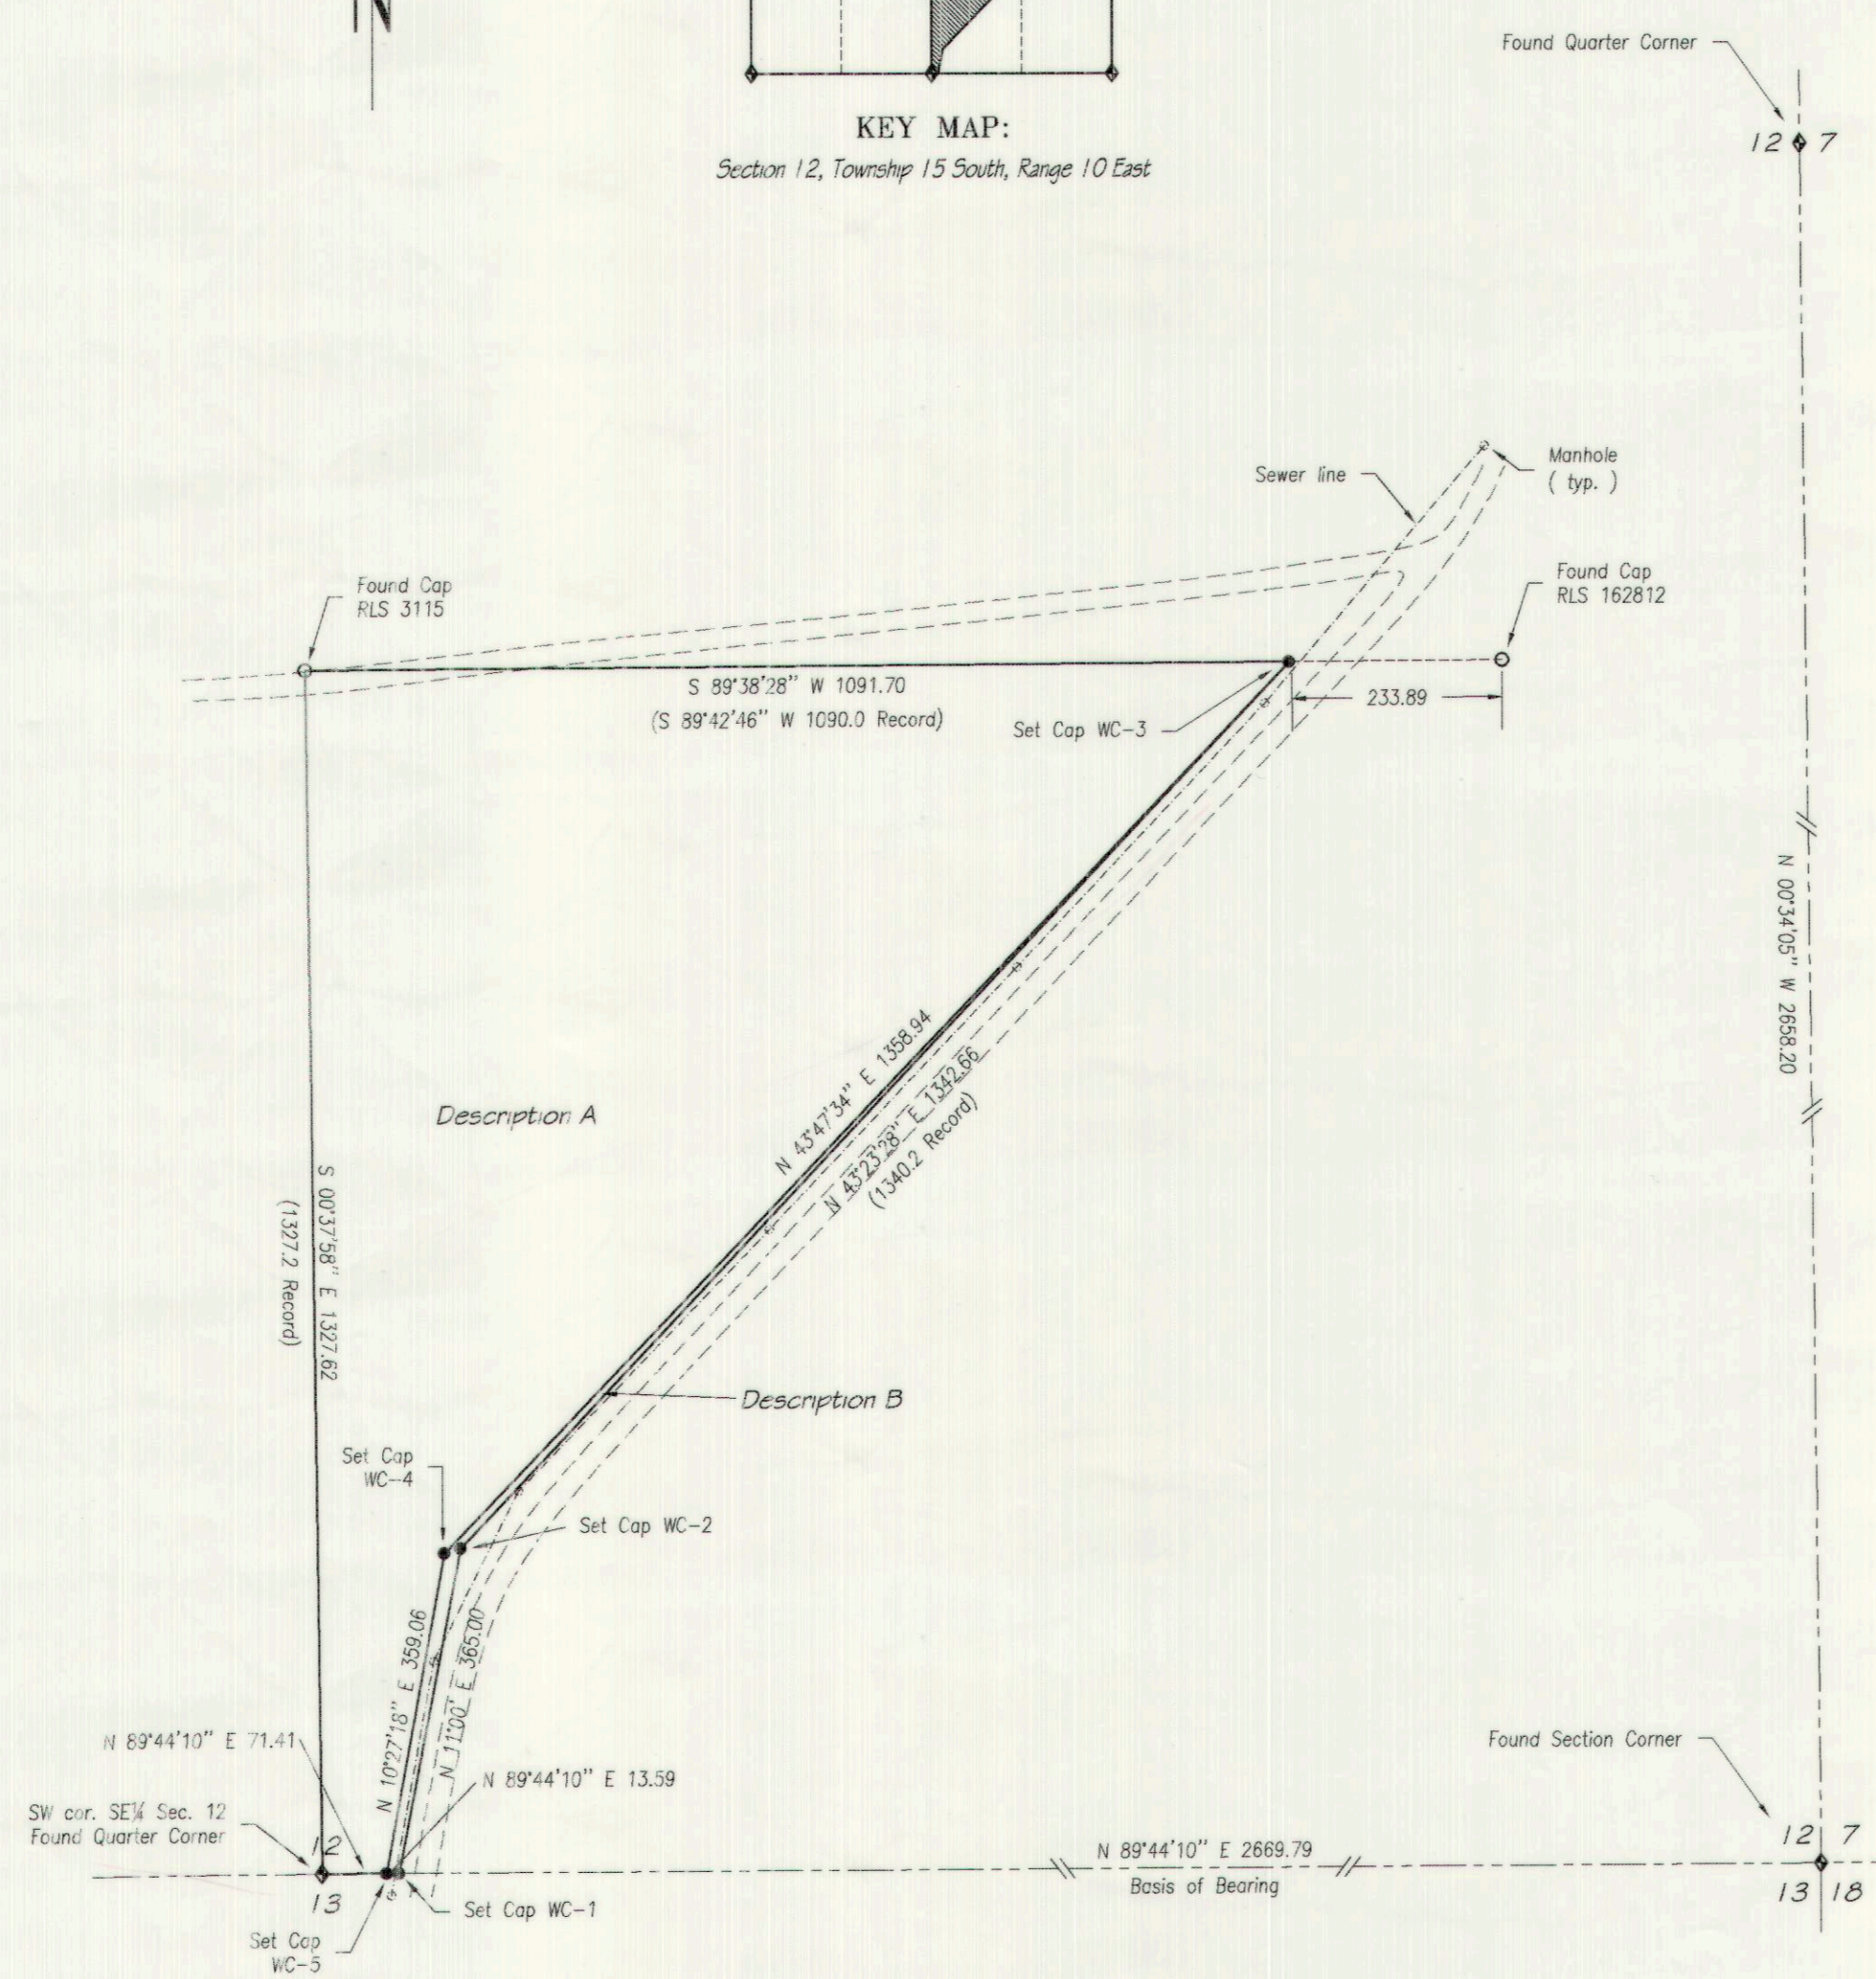 N
Found Quarter Corner
12 7
KEY MAP:
Section 12, Township 15 South, Range 10 East
Sewer line
Manhole
( typ. )
Found Cap
RLS 3115
Found Cap
RLS 162812
S 89°38'28" W 1091.70
(S 89°42'46" W 1090.0 Record)
Set Cap WC-3
233.89
N 00°34'05" W 2658.20
N 43°47'34" E 1358.94
N 43°23'28" E 1342.66
(1340.2 Record)
Description A
S 00°37'58" E 1327.62
(1327.2 Record)
Description B
Set Cap
WC-4
Set Cap WC-2
N 10°27'18" E 359.06
N 11°00' E 365.00
N 89°44'10" E 71.41
N 89°44'10" E 13.59
Found Section Corner
SW cor. SE¼ Sec. 12
Found Quarter Corner
12
13
N 89°44'10" E 2669.79
Basis of Bearing
12 7
13 18
Set Cap WC-1
Set Cap
WC-5